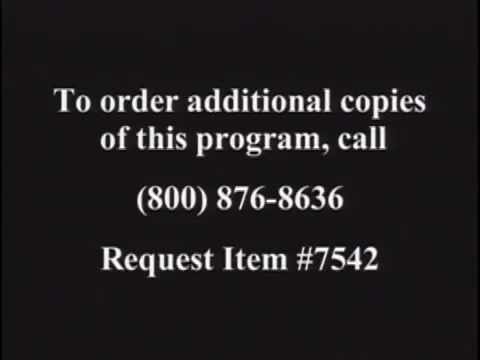 To order additional copies
of this program, call
(800) 876-8636
Request Item #7542